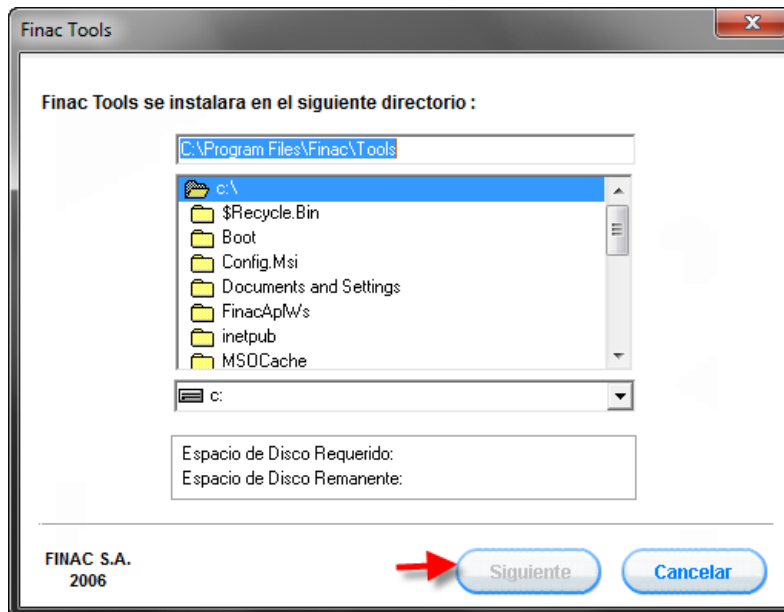 Finac Tools
Finac Tools se instalara en el siguiente directorio :
C:\Program Files\Finac\Tools
c:\
$Recycle.Bin
Boot
Config.Msi
Documents and Settings
FinacAplWs
inetpub
MSOCache
c:
Espacio de Disco Requerido:
Espacio de Disco Remanente:
FINAC S.A.
2006
Siguiente
Cancelar